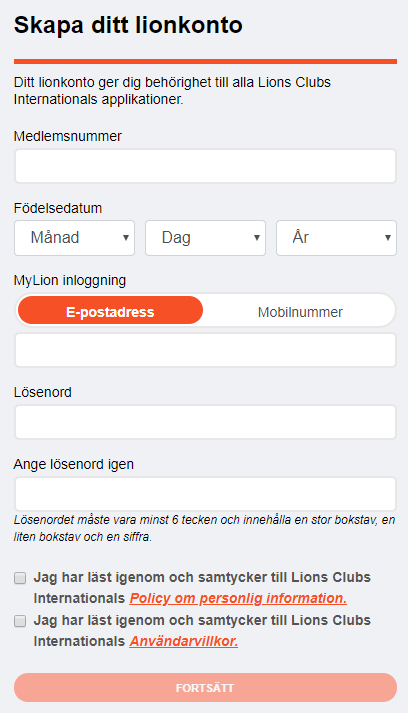 Skapa ditt lionkonto
Ditt lionkonto ger dig behörighet till alla Lions Clubs
Internationals applikationer.
Medlemsnummer
Födelsedatum
Månad Dag År
MyLion inloggning
E-postadress Mobilnummer
Lösenord
Ange lösenord igen
Lösenordet måste vara minst 6 tecken och innehålla en stor bokstav, en
liten bokstav och en siffra.
Jag har läst igenom och samtycker till Lions Clubs
Internationals Policy om personlig information.
Jag har läst igenom och samtycker till Lions Clubs
Internationals Användarvillkor.
FORTSÄTT